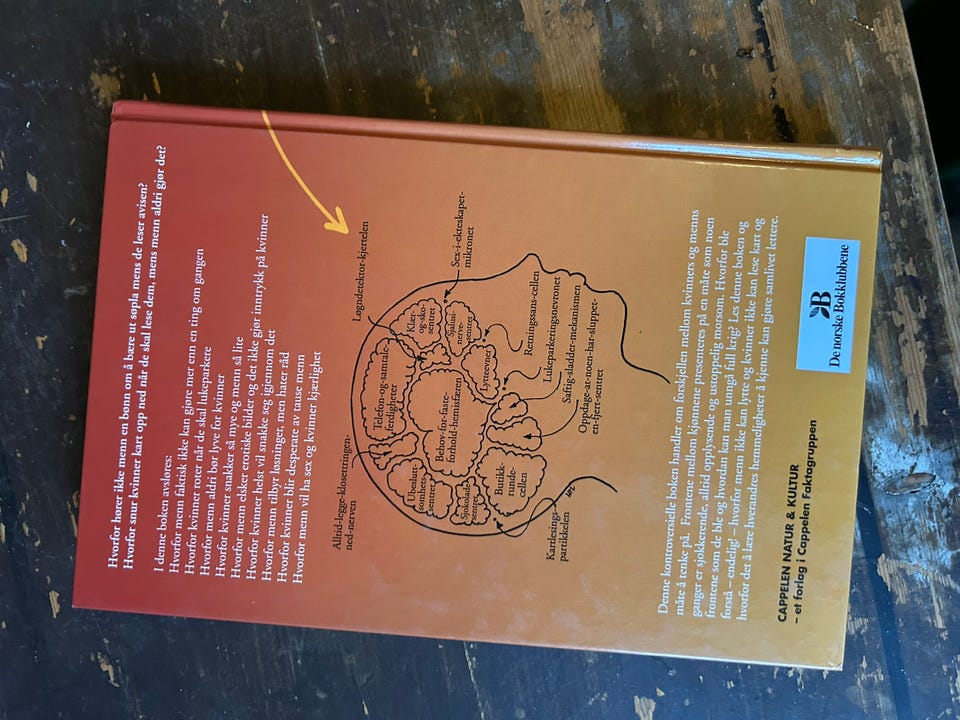 Hvorfor hører ikke menn en bønn om å bære ut søpla mens de leser avisen?
Hvorfor snur kvinner kart opp ned når de skal lese dem, mens menn aldri gjør det?
I denne boken avsløres:
Hvorfor menn faktisk ikke kan gjøre mer enn en ting om gangen
Hvorfor kvinner roter når de skal lukeparkere
Hvorfor menn aldri bør lyve for kvinner
Hvorfor kvinner snakker så mye og menn så lite
Hvorfor menn elsker erotiske bilder og det ikke gjør inntrykk på kvinner
Hvorfor kvinner helst vil snakke seg igjennom det
Hvorfor menn tilbyr løsninger, men hater råd
Hvorfor kvinner blir desperate av tause menn
Hvorfor menn vil ha sex og kvinner kjærlighet
Alltid-legge-klosettringen-
ned-nerven
Løgndetektor-kjertelen
Sex-i-ekteskapet-
mikronet
Telefon-og-samtale-
ferdigheter
Klær-
og-sko-
sentret
Sjalusi-
nerve-
sentret
Ubeslut-
somhets-
sentret
Behov-for-faste-
forhold-hemisfæren
Lytteevner
Sjokolade-
sentret
Butikk-
runde-
cellen
Kartlesings-
partikkelen
Retningssans-cellen
Lukeparkeringsnevronet
Saftig-sladder-mekanismen
Oppdage-at-noen-har-sluppet-
en-fjert-sentret
Denne kontroversielle boken handler om forskjellen mellom kvinners og menns
måte å tenke på. Frontene mellom kjønnene presenteres på en måte som noen
ganger er sjokkerende, alltid opplysende og ustoppelig morsom. Hvorfor ble
frontene som de ble og hvordan kan man unngå full krig? Les denne boken og
forstå – endelig! – hvorfor menn ikke kan lytte og kvinner ikke kan lese kart og
hvorfor det å lære hverandres hemmeligheter å kjenne kan gjøre samlivet lettere.
CAPPELEN NATUR & KULTUR
– et forlag i Cappelen Faktagruppen
De norske Bokklubbene